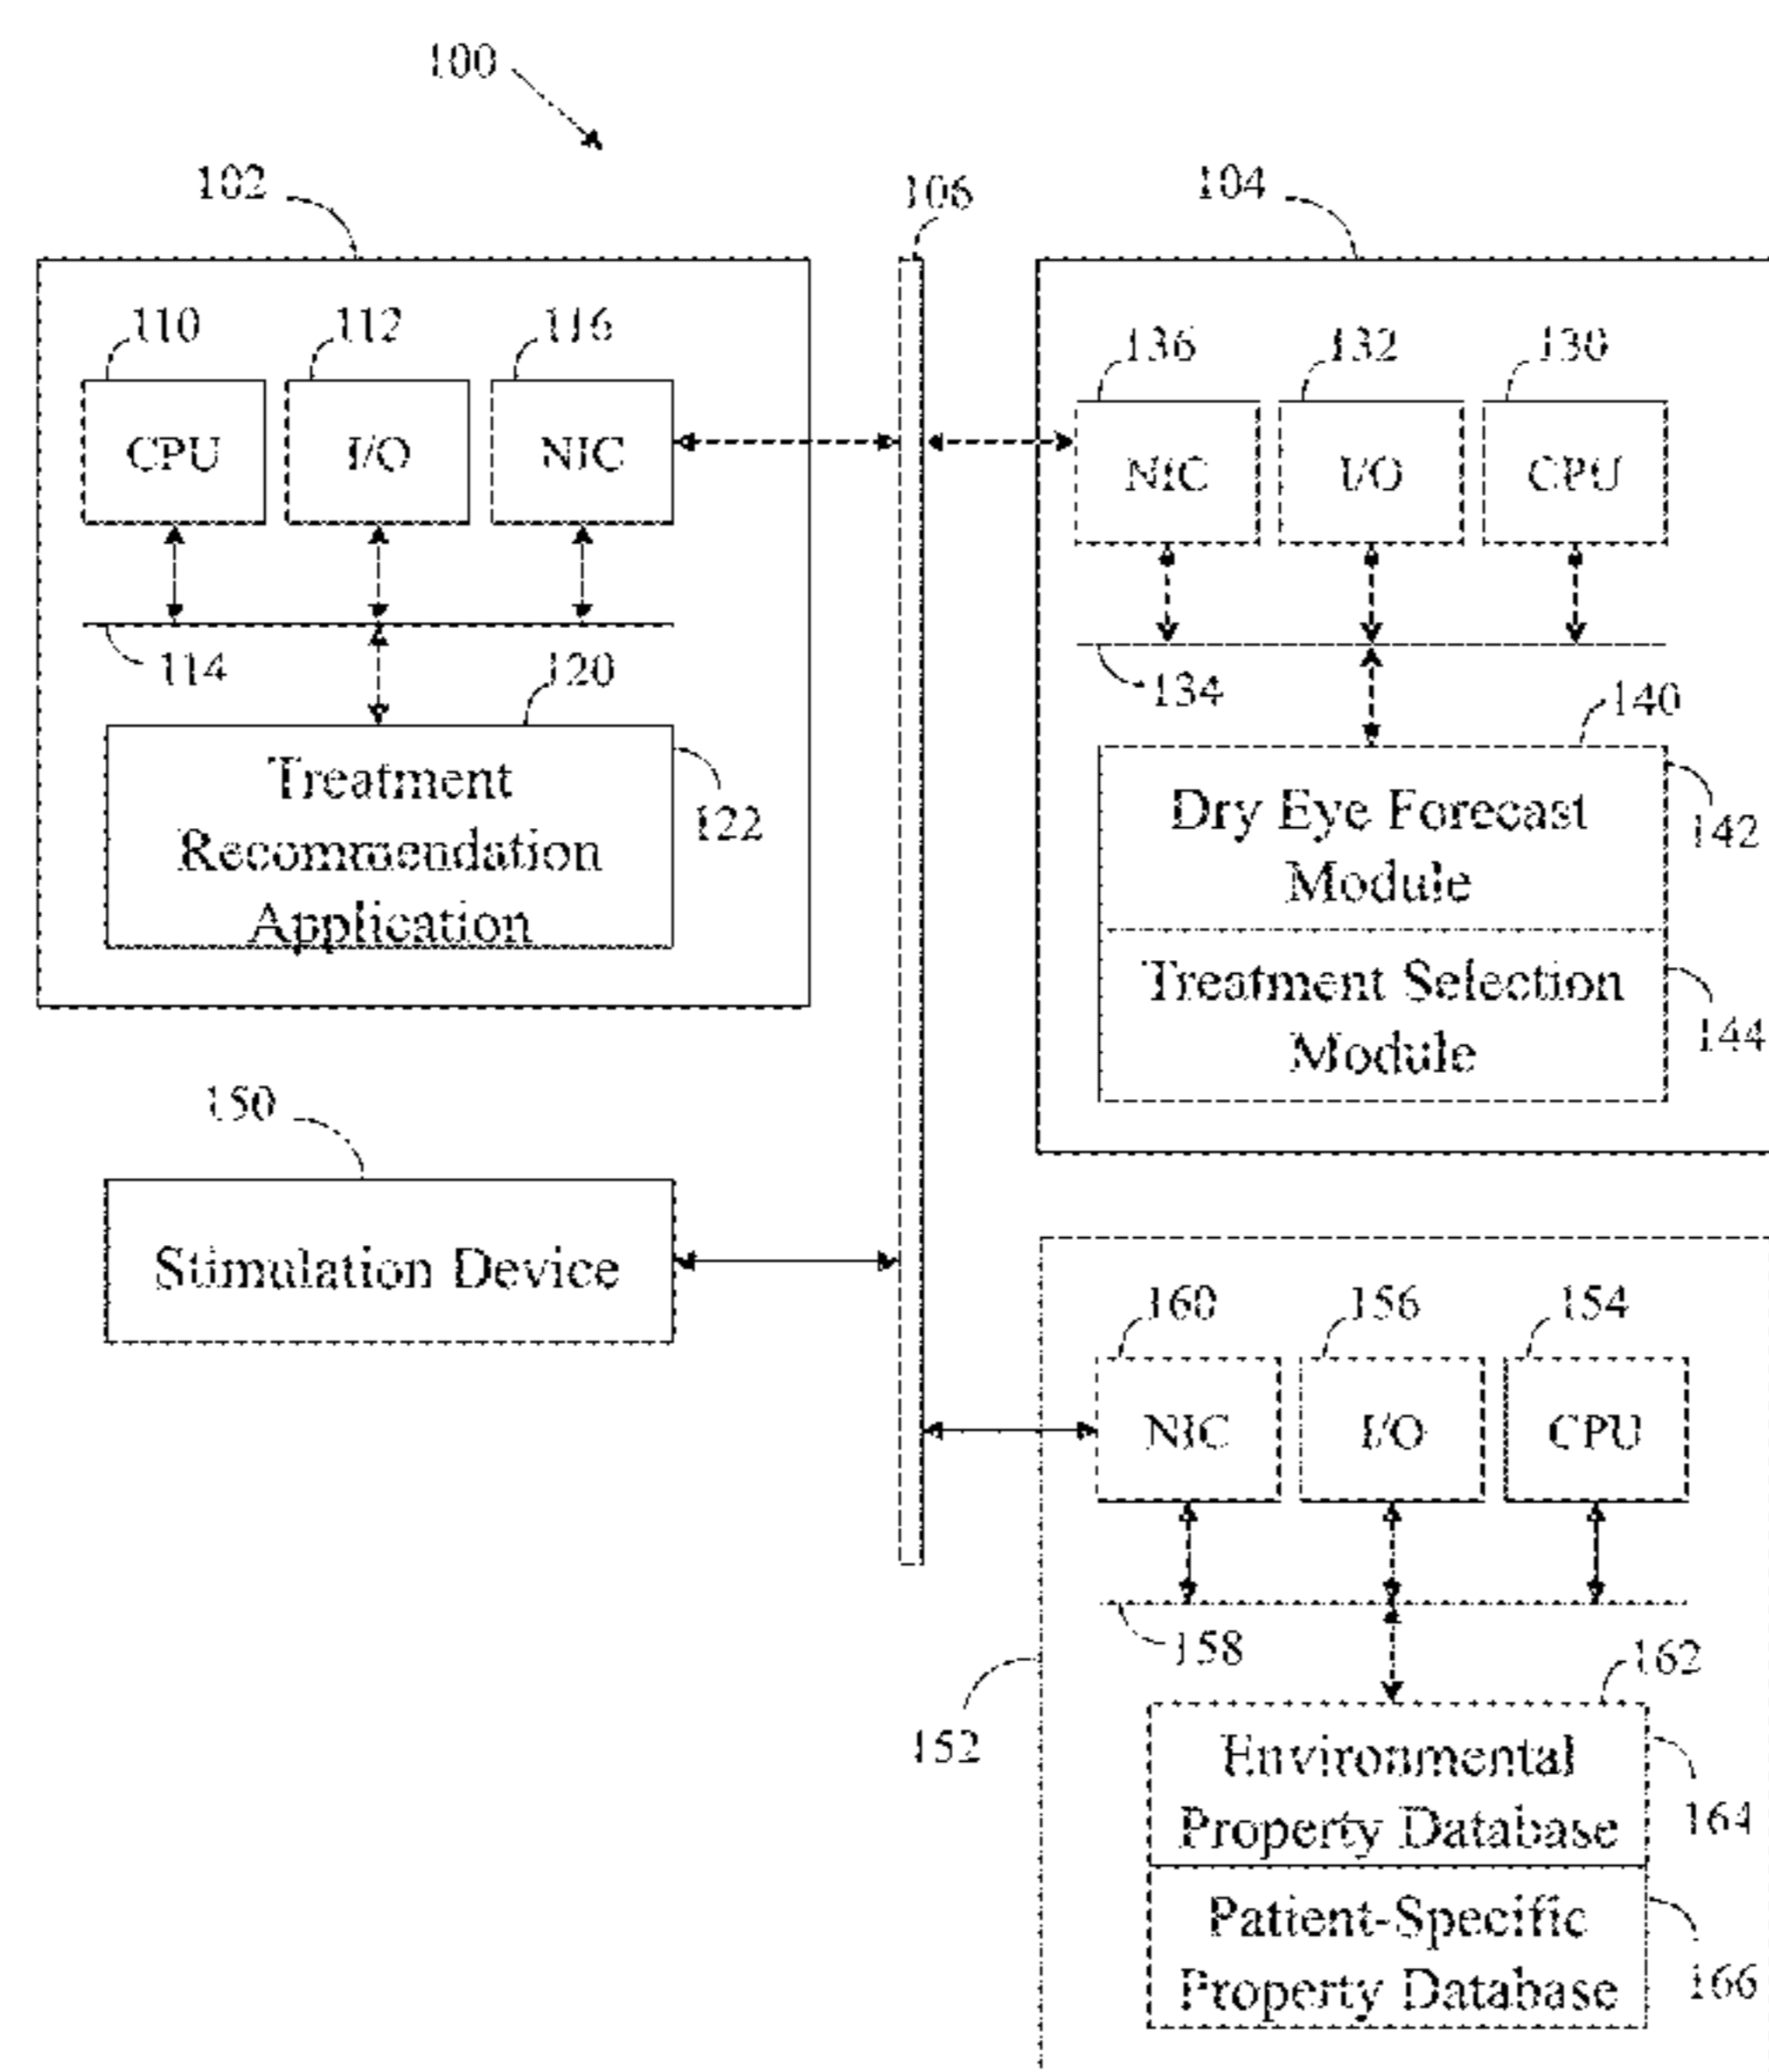 100
102
106
104
110
112
116
136
132
130
CPU
I/O
NIC
NIC
I/O
CPU
114
120
134
140
Treatment
Recommendation
Application
122
Dry Eye Forecast
Module
142
Treatment Selection
Module
144
150
Stimulation Device
160
156
154
NIC
I/O
CPU
158
162
152
Environmental
Property Database
164
Patient-Specific
Property Database
166